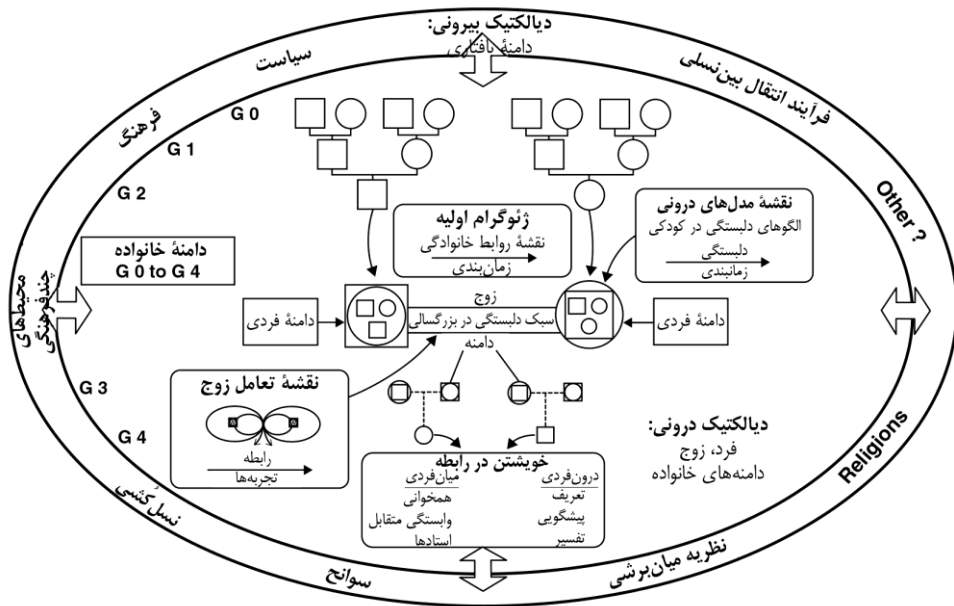 دیالکتیک بیرونی:
دامنهٔ بافتاری
سیاست
فرهنگ
محیط‌های
چندفرهنگی
فرآیند انتقال بین‌نسلی
Other ?
Religions
نظریه میان‌برشی
سوانح
نسل‌کشی
G 0
G 1
G 2
G 3
G 4
دامنهٔ خانواده
G 0 to G 4
ژئوگرام اولیه
نقشهٔ روابط خانوادگی
زمان‌بندی
نقشهٔ مدل‌های درونی
الگوهای دلبستگی در کودکی
دلبستگی
زمانبندی
دامنهٔ فردی
زوج
سبک دلبستگی در بزرگسالی
دامنه
دامنهٔ فردی
نقشهٔ تعامل زوج
رابطه
تجربه‌ها
دیالکتیک درونی:
فرد، زوج
دامنه‌های خانواده
خویشتن در رابطه
درون‌فردی
تعریف
پیشگویی
تفسیر
میان‌فردی
همخوانی
وابستگی متقابل
استادها